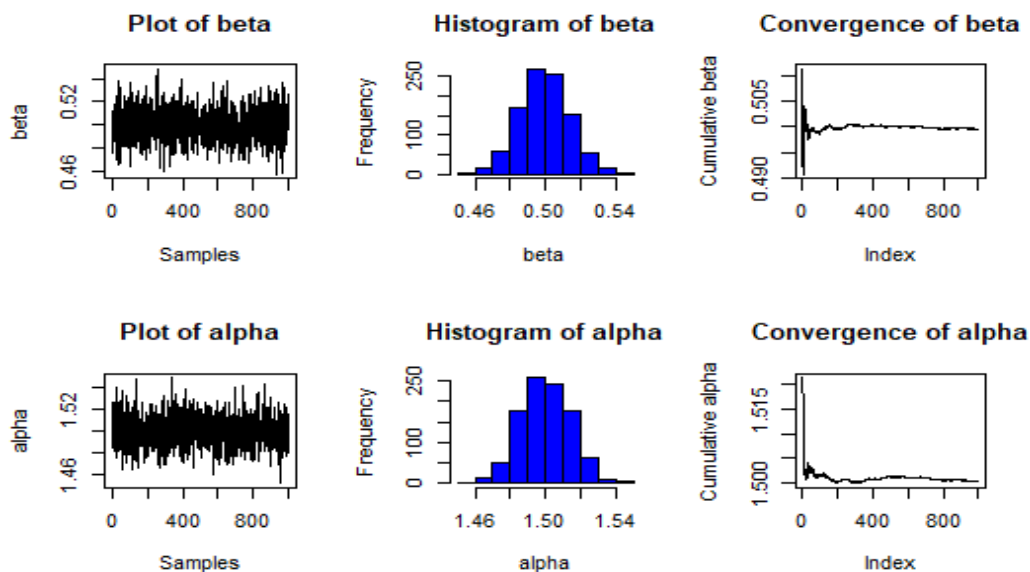 Plot of beta
beta
0.46 0.52
0 400 800
Samples
Histogram of beta
Frequency
0 100 250
0.46 0.50 0.54
beta
Convergence of beta
Cumulative beta
0.490 0.505
0 400 800
Index
Plot of alpha
alpha
1.46 1.52
0 400 800
Samples
Histogram of alpha
Frequency
0 100 250
1.46 1.50 1.54
alpha
Convergence of alpha
Cumulative alpha
1.500 1.515
0 400 800
Index